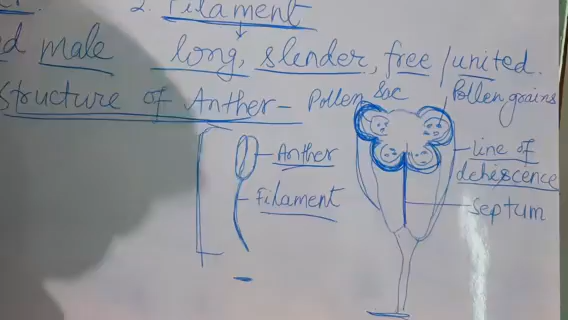 2. Filament
male long, slender, free/united.
Structure of Anther- Pollen Sac
Pollen grains
Anther
line of
dehiscence
Filament
septum